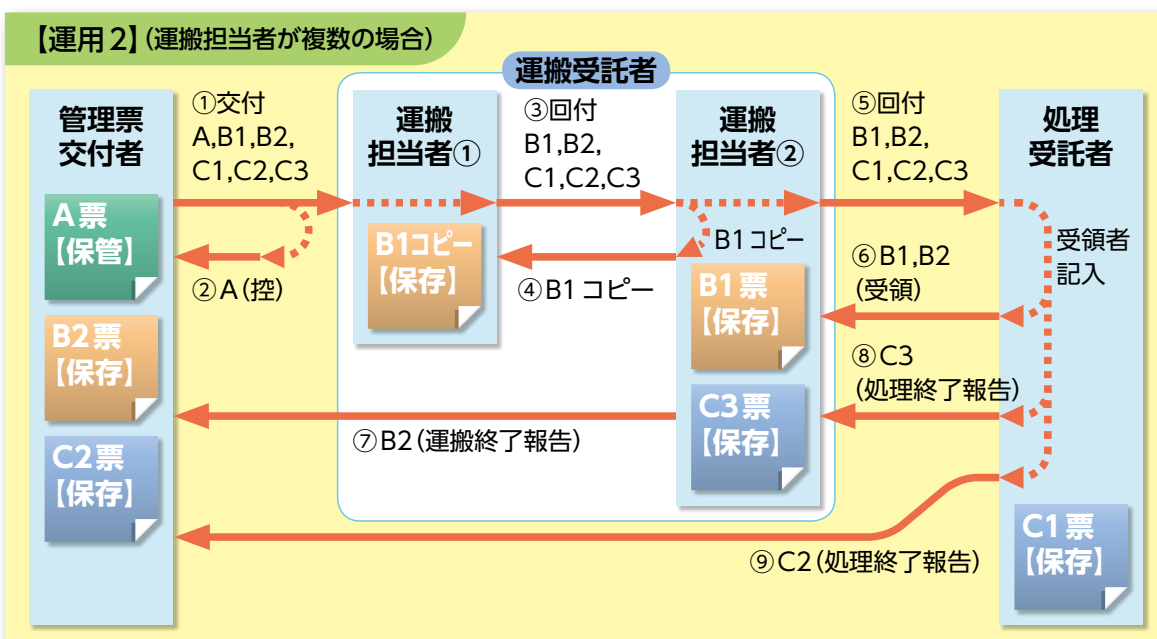 【運用2】(運搬担当者が複数の場合)
運搬受託者
管理票
交付者
①交付
A,B1,B2,
C1,C2,C3
運搬
担当者①
③回付
B1,B2,
C1,C2,C3
運搬
担当者②
⑤回付
B1,B2,
C1,C2,C3
処理
受託者
A票
【保管】
②A(控)
B1コピー
【保存】
④B1コピー
B1コピー
B1票
【保存】
⑥B1,B2
(受領)
受領者
記入
B2票
【保存】
⑧C3
(処理終了報告)
C3票
【保存】
⑦B2(運搬終了報告)
C2票
【保存】
⑨C2(処理終了報告)
C1票
【保存】